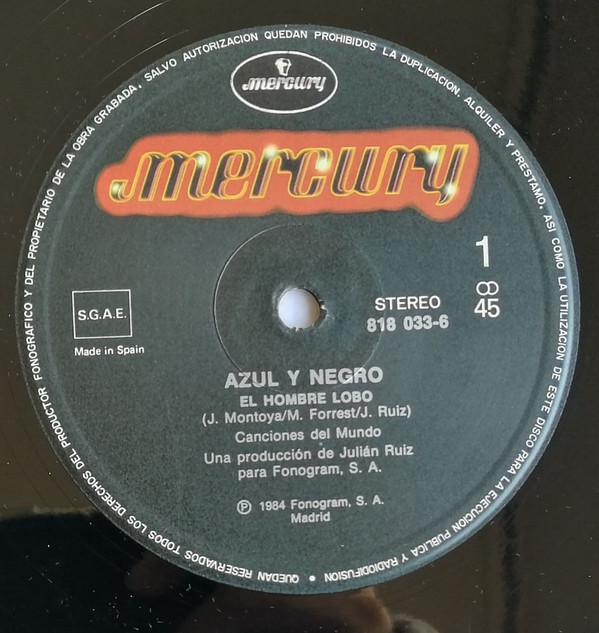 QUEDAN RESERVADOS TODOS LOS DERECHOS DEL PRODUCTOR FONOGRAFICO Y DEL PROPIETARIO DE LA OBRA GRABADA, SALVO AUTORIZACION QUEDAN PROHIBIDOS LA DUPLICACION, ALQUILER Y PRESTAMO, ASI COMO LA UTILIZACION DE ESTE DISCO PARA LA EJECUCION PUBLICA Y RADIODIFUSION •
mercury
mercury
1
STEREO
45
818 033-6
S.G.A.E.
Made in Spain
AZUL Y NEGRO
EL HOMBRE LOBO
(J. Montoya/M. Forrest/J. Ruiz)
Canciones del Mundo
Una producción de Julián Ruiz
para Fonogram, S. A.
Ⓟ 1984 Fonogram, S. A.
Madrid